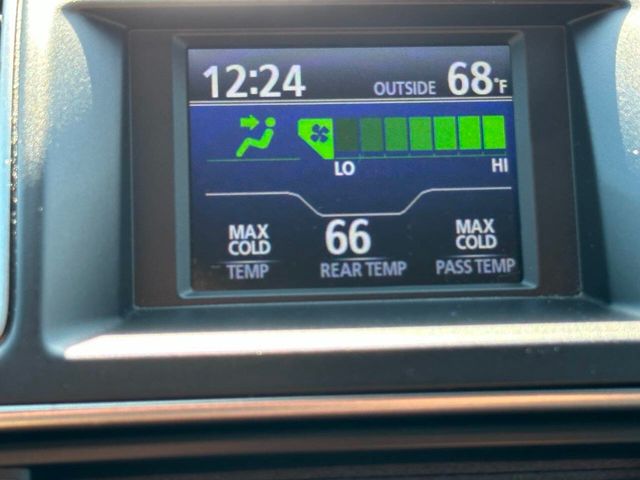 12:24 OUTSIDE 68°F
LO HI
MAX COLD
TEMP
66
REAR TEMP
MAX COLD
PASS TEMP